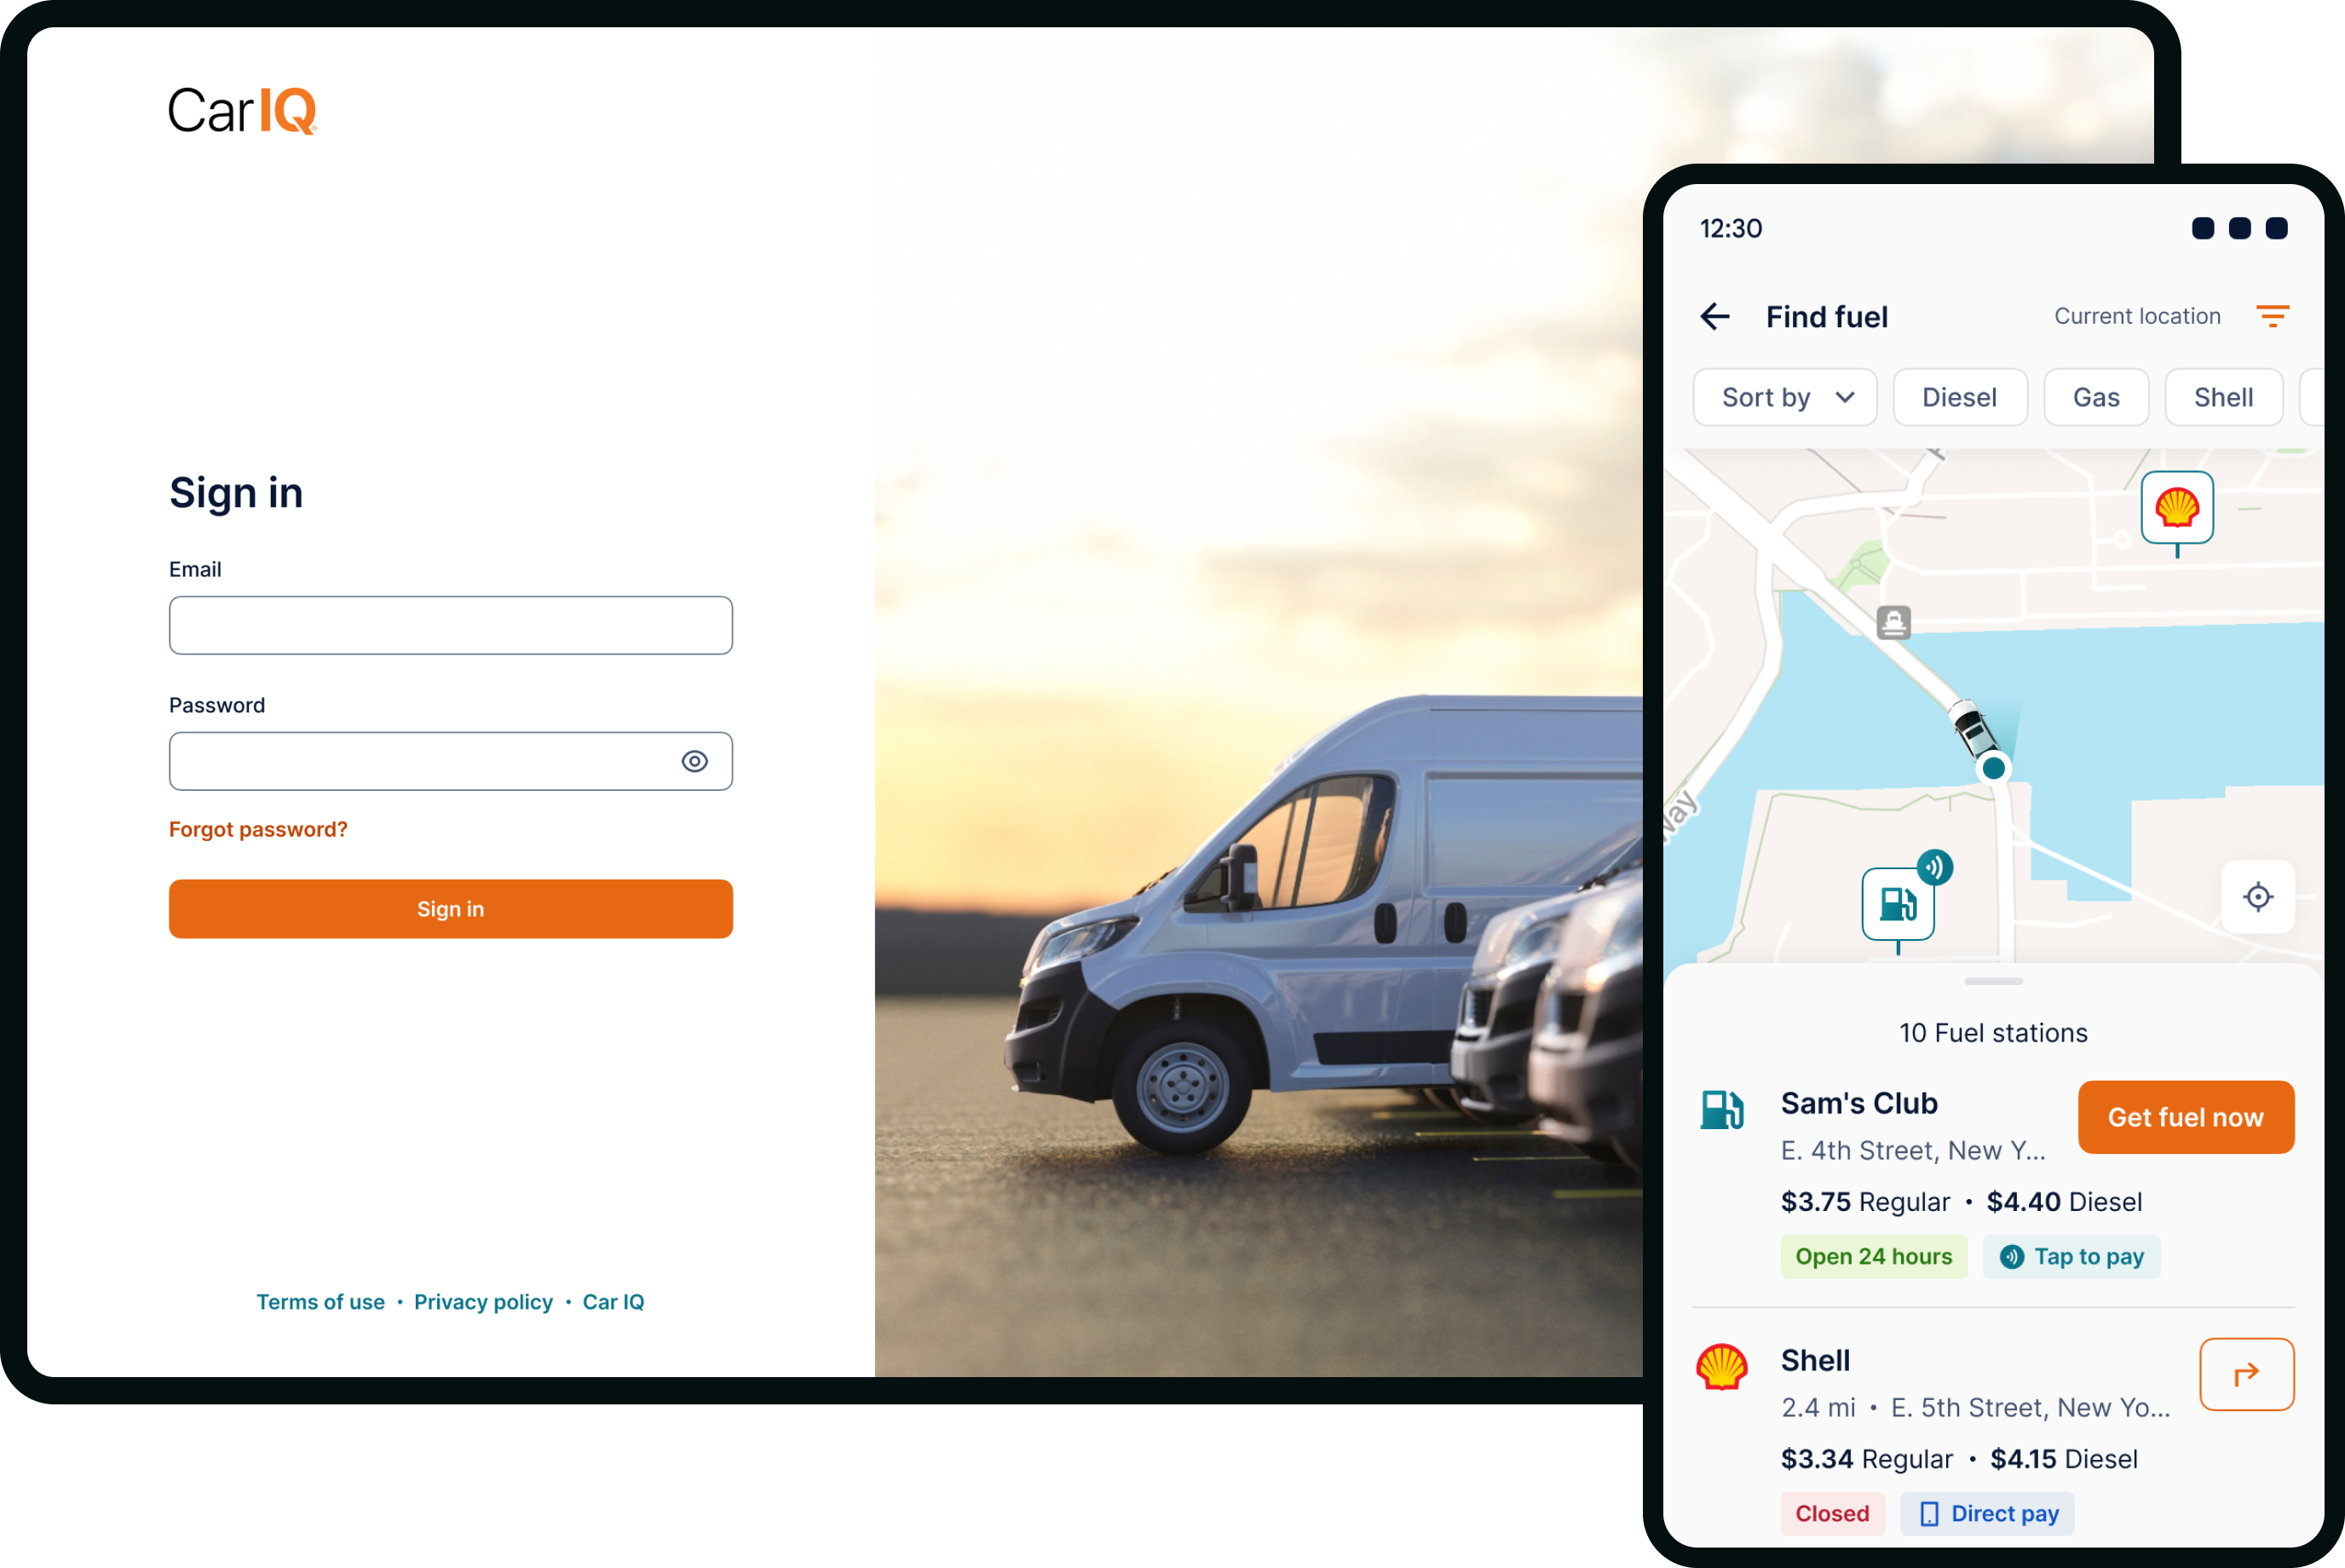 CarIQ
Sign in
Email
Password
Forgot password?
Sign in
Terms of use • Privacy policy • Car IQ
12:30
Find fuel
Current location
Sort by
Diesel
Gas
Shell
Way
10 Fuel stations
Sam's Club
Get fuel now
E. 4th Street, New Y...
$3.75 Regular • $4.40 Diesel
Open 24 hours
Tap to pay
Shell
2.4 mi • E. 5th Street, New Yo...
$3.34 Regular • $4.15 Diesel
Closed
Direct pay